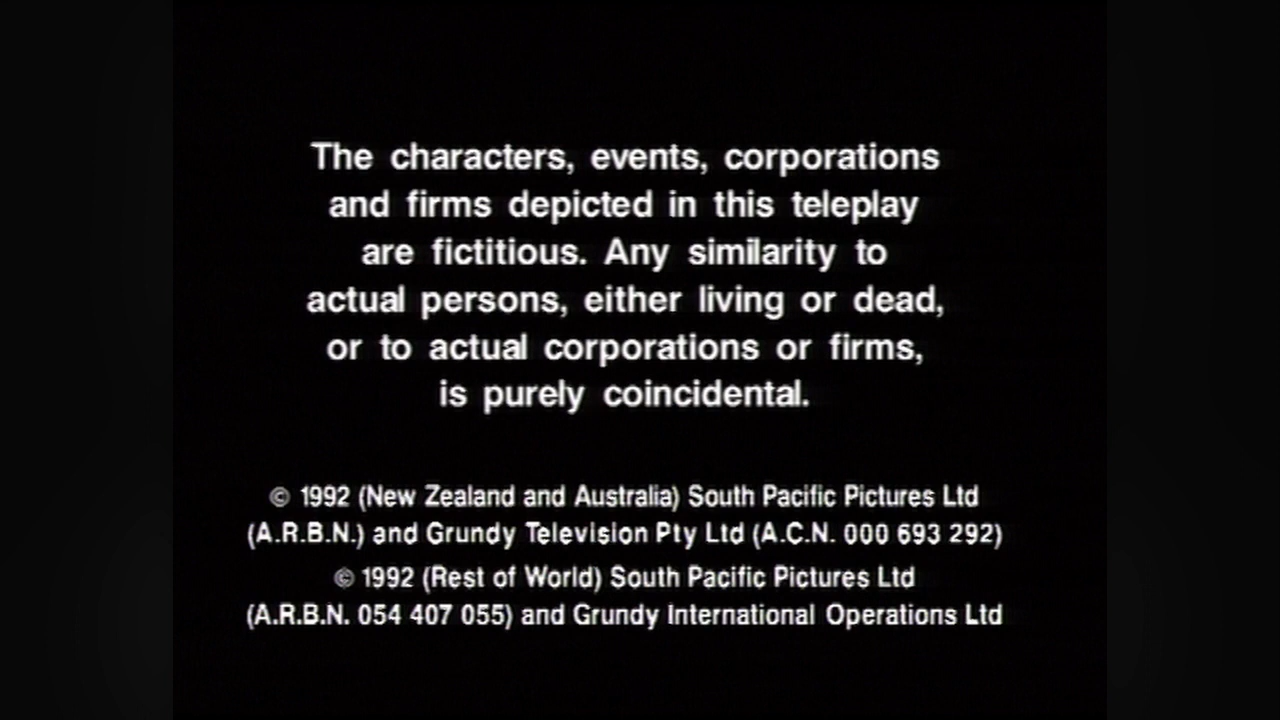 The characters, events, corporations
and firms depicted in this teleplay
are fictitious. Any similarity to
actual persons, either living or dead,
or to actual corporations or firms,
is purely coincidental.
© 1992 (New Zealand and Australia) South Pacific Pictures Ltd
(A.R.B.N.) and Grundy Television Pty Ltd (A.C.N. 000 693 292)
© 1992 (Rest of World) South Pacific Pictures Ltd
(A.R.B.N. 054 407 055) and Grundy International Operations Ltd